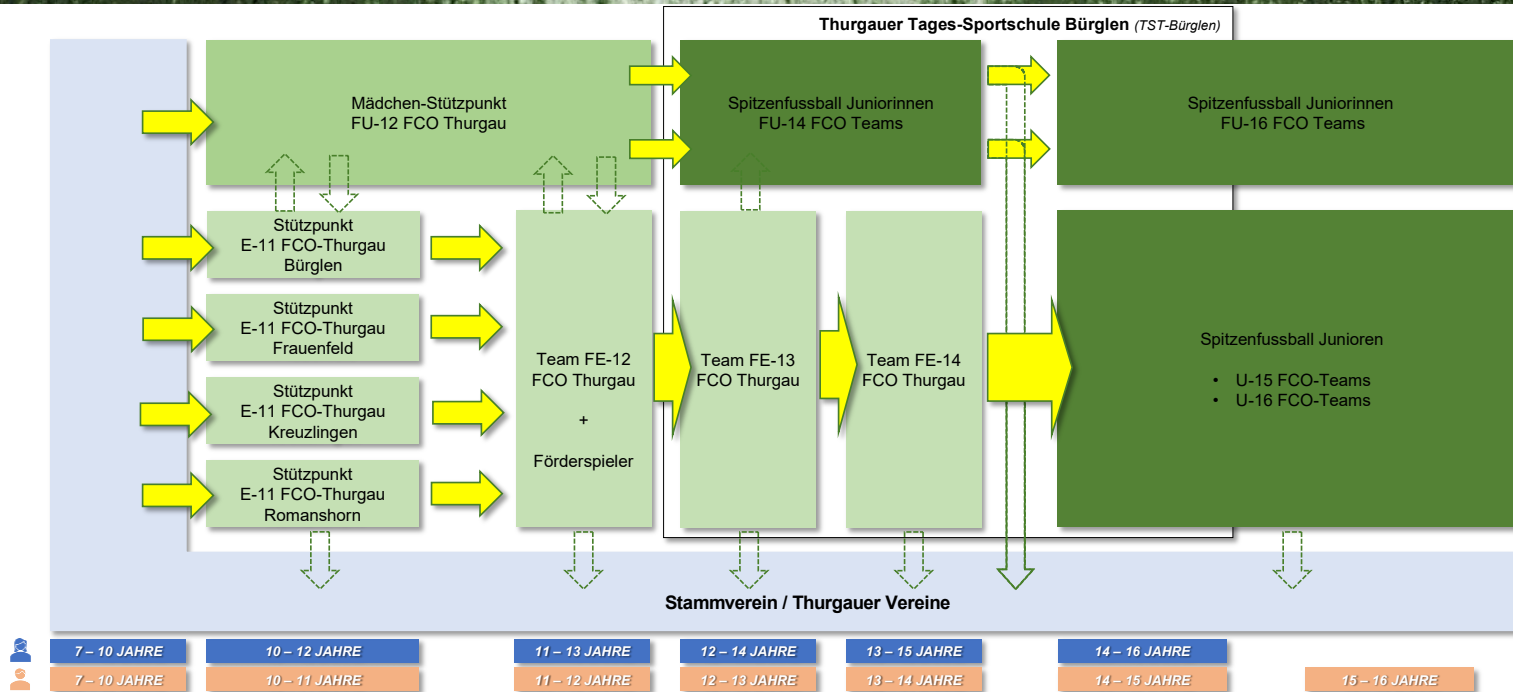 Thurgauer Tages-Sportschule Bürglen (TST-Bürglen)
Mädchen-Stützpunkt
FU-12 FCO Thurgau
Spitzenfussball Juniorinnen
FU-14 FCO Teams
Spitzenfussball Juniorinnen
FU-16 FCO Teams
Stützpunkt
E-11 FCO-Thurgau
Bürglen
Stützpunkt
E-11 FCO-Thurgau
Frauenfeld
Stützpunkt
E-11 FCO-Thurgau
Kreuzlingen
Stützpunkt
E-11 FCO-Thurgau
Romanshorn
Team FE-12
FCO Thurgau
+
Förderspieler
Team FE-13
FCO Thurgau
Team FE-14
FCO Thurgau
Spitzenfussball Junioren
• U-15 FCO-Teams
• U-16 FCO-Teams
Stammverein / Thurgauer Vereine
7 – 10 JAHRE 10 – 12 JAHRE 11 – 13 JAHRE 12 – 14 JAHRE 13 – 15 JAHRE 14 – 16 JAHRE
7 – 10 JAHRE 10 – 11 JAHRE 11 – 12 JAHRE 12 – 13 JAHRE 13 – 14 JAHRE 14 – 15 JAHRE 15 – 16 JAHRE